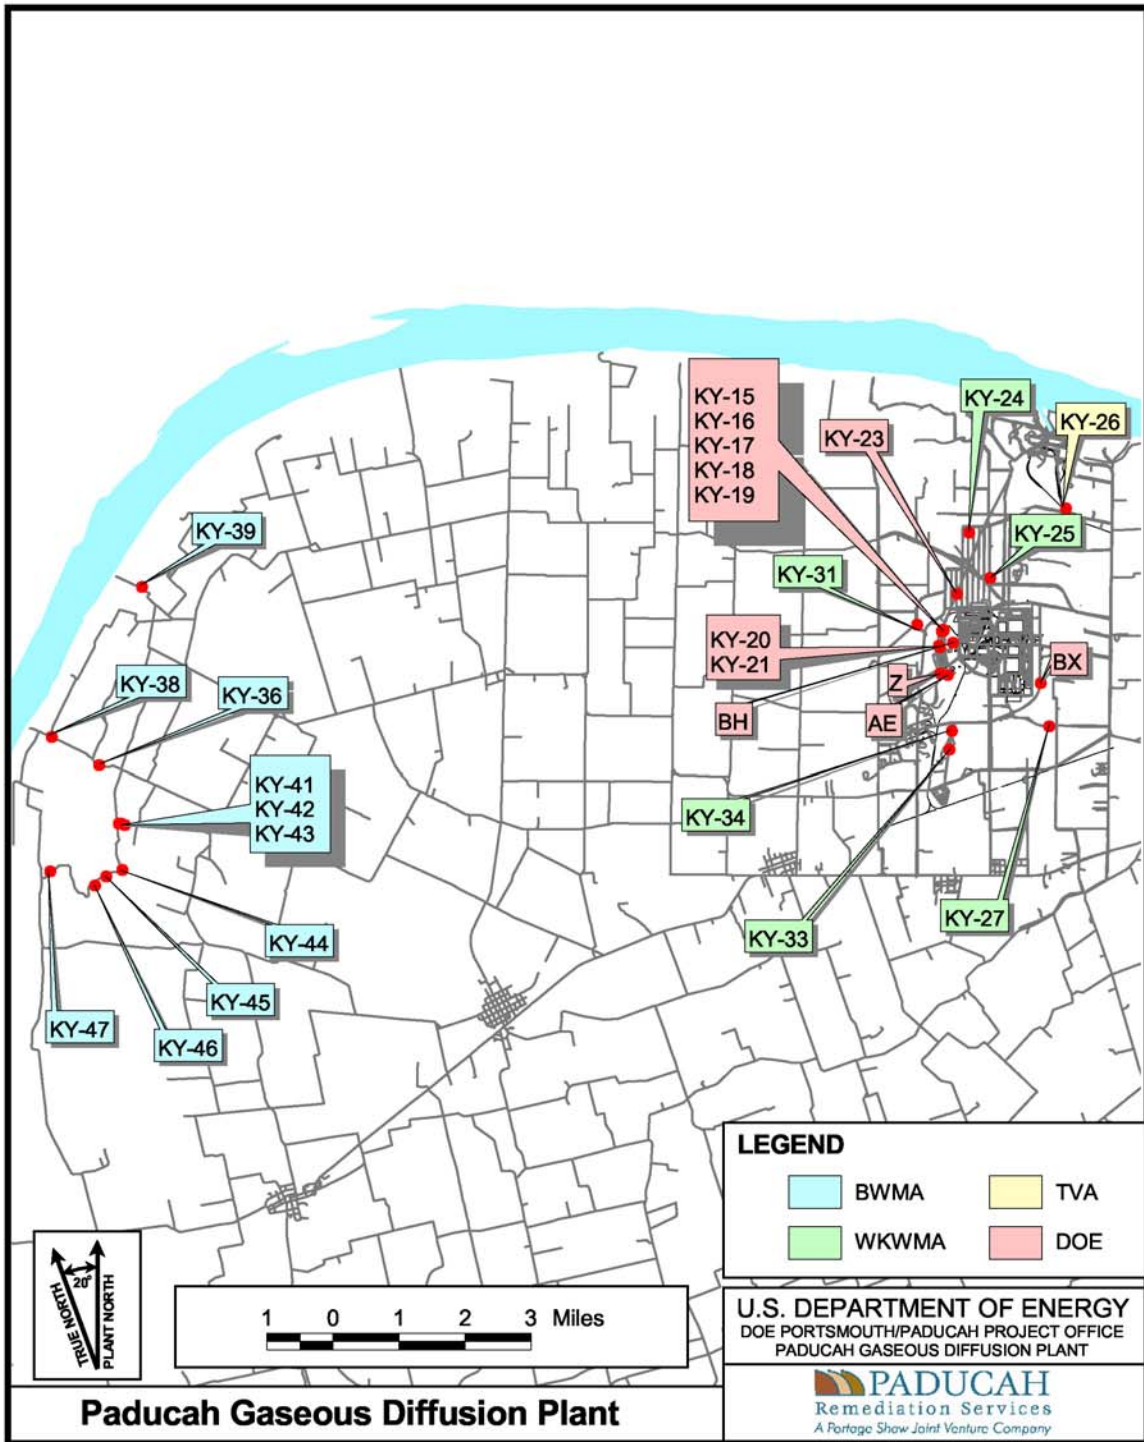 KY-15
KY-16
KY-17
KY-18
KY-19
KY-23
KY-24
KY-26
KY-25
KY-39
KY-31
KY-20
KY-21
BX
Z
BH
AE
KY-38
KY-36
KY-41
KY-42
KY-43
KY-34
KY-27
KY-33
KY-44
KY-45
KY-47
KY-46
LEGEND
BWMA
TVA
WKWMA
DOE
20°
TRUE NORTH
PLANT NORTH
1 0 1 2 3 Miles
U.S. DEPARTMENT OF ENERGY
DOE PORTSMOUTH/PADUCAH PROJECT OFFICE
PADUCAH GASEOUS DIFFUSION PLANT
PADUCAH
Remediation Services
A Portage Shaw Joint Venture Company
Paducah Gaseous Diffusion Plant